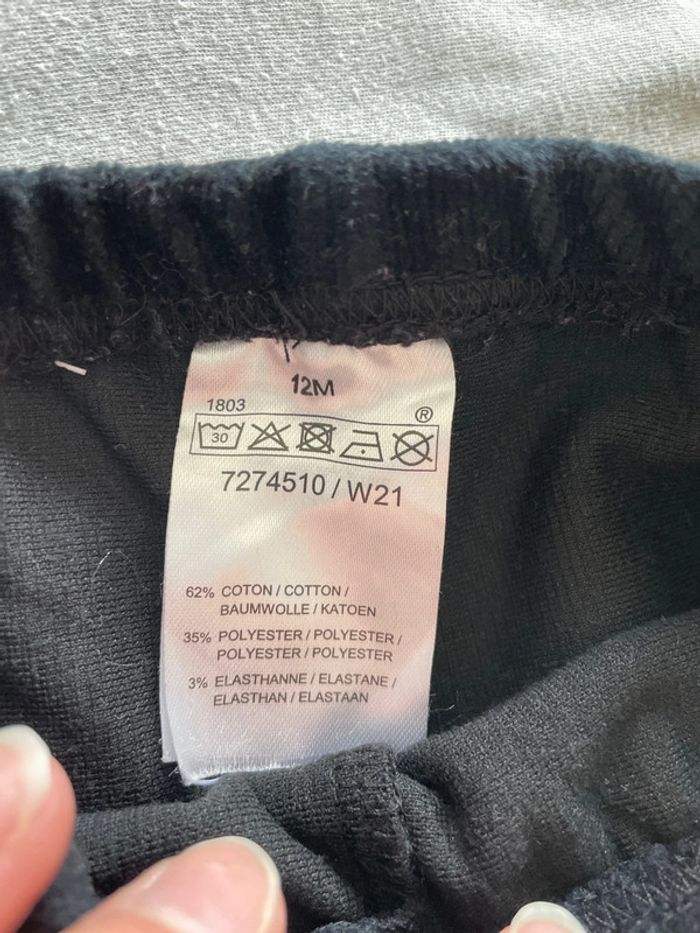 12M
1803
®
30
7274510 / W21
62% COTON / COTTON /
BAUMWOLLE / KATOEN
35% POLYESTER / POLYESTER /
POLYESTER / POLYESTER
3% ELASTHANNE / ELASTANE /
ELASTHAN / ELASTAAN